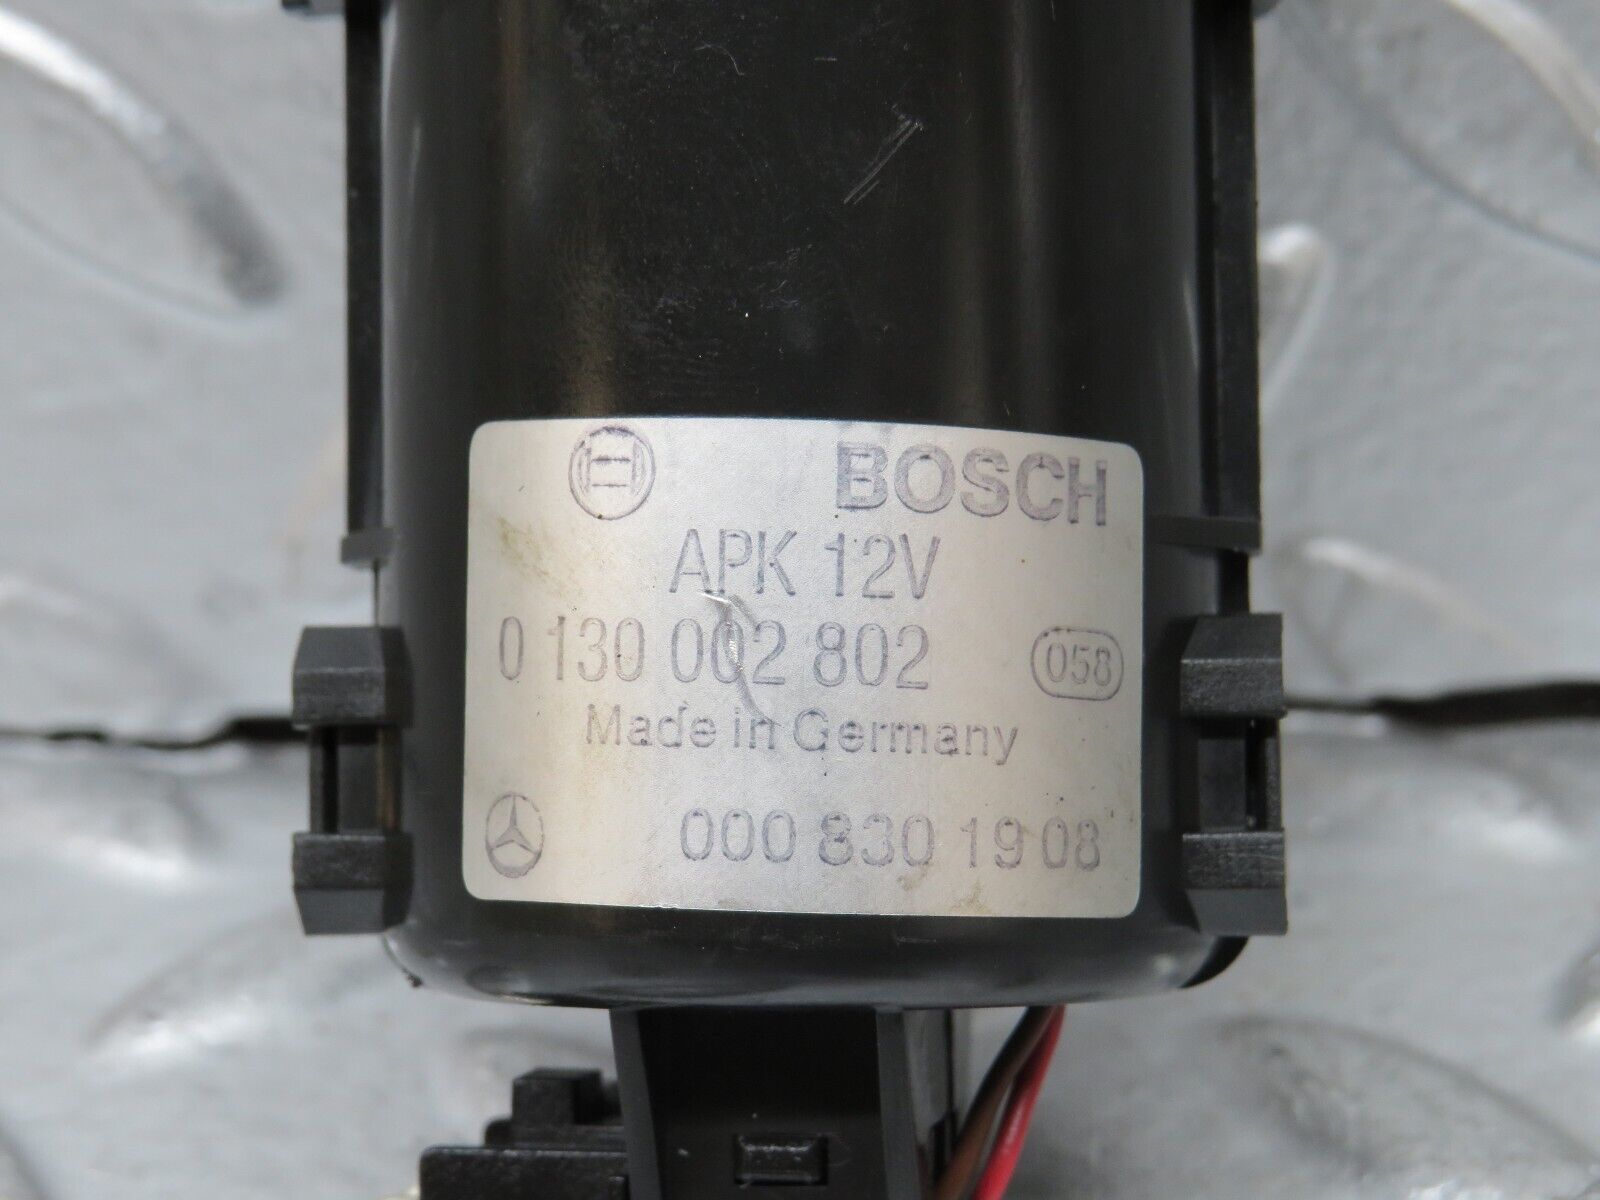 BOSCH
APK 12V
0 130 002 802 058
Made in Germany
000 830 19 08